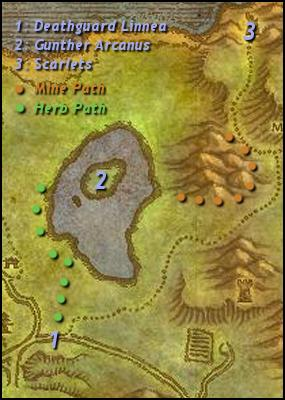 1: Deathguard Linnea
2: Gunther Arcanus
3: Scarlets
Mine Path
Herb Path
3
M
2
1